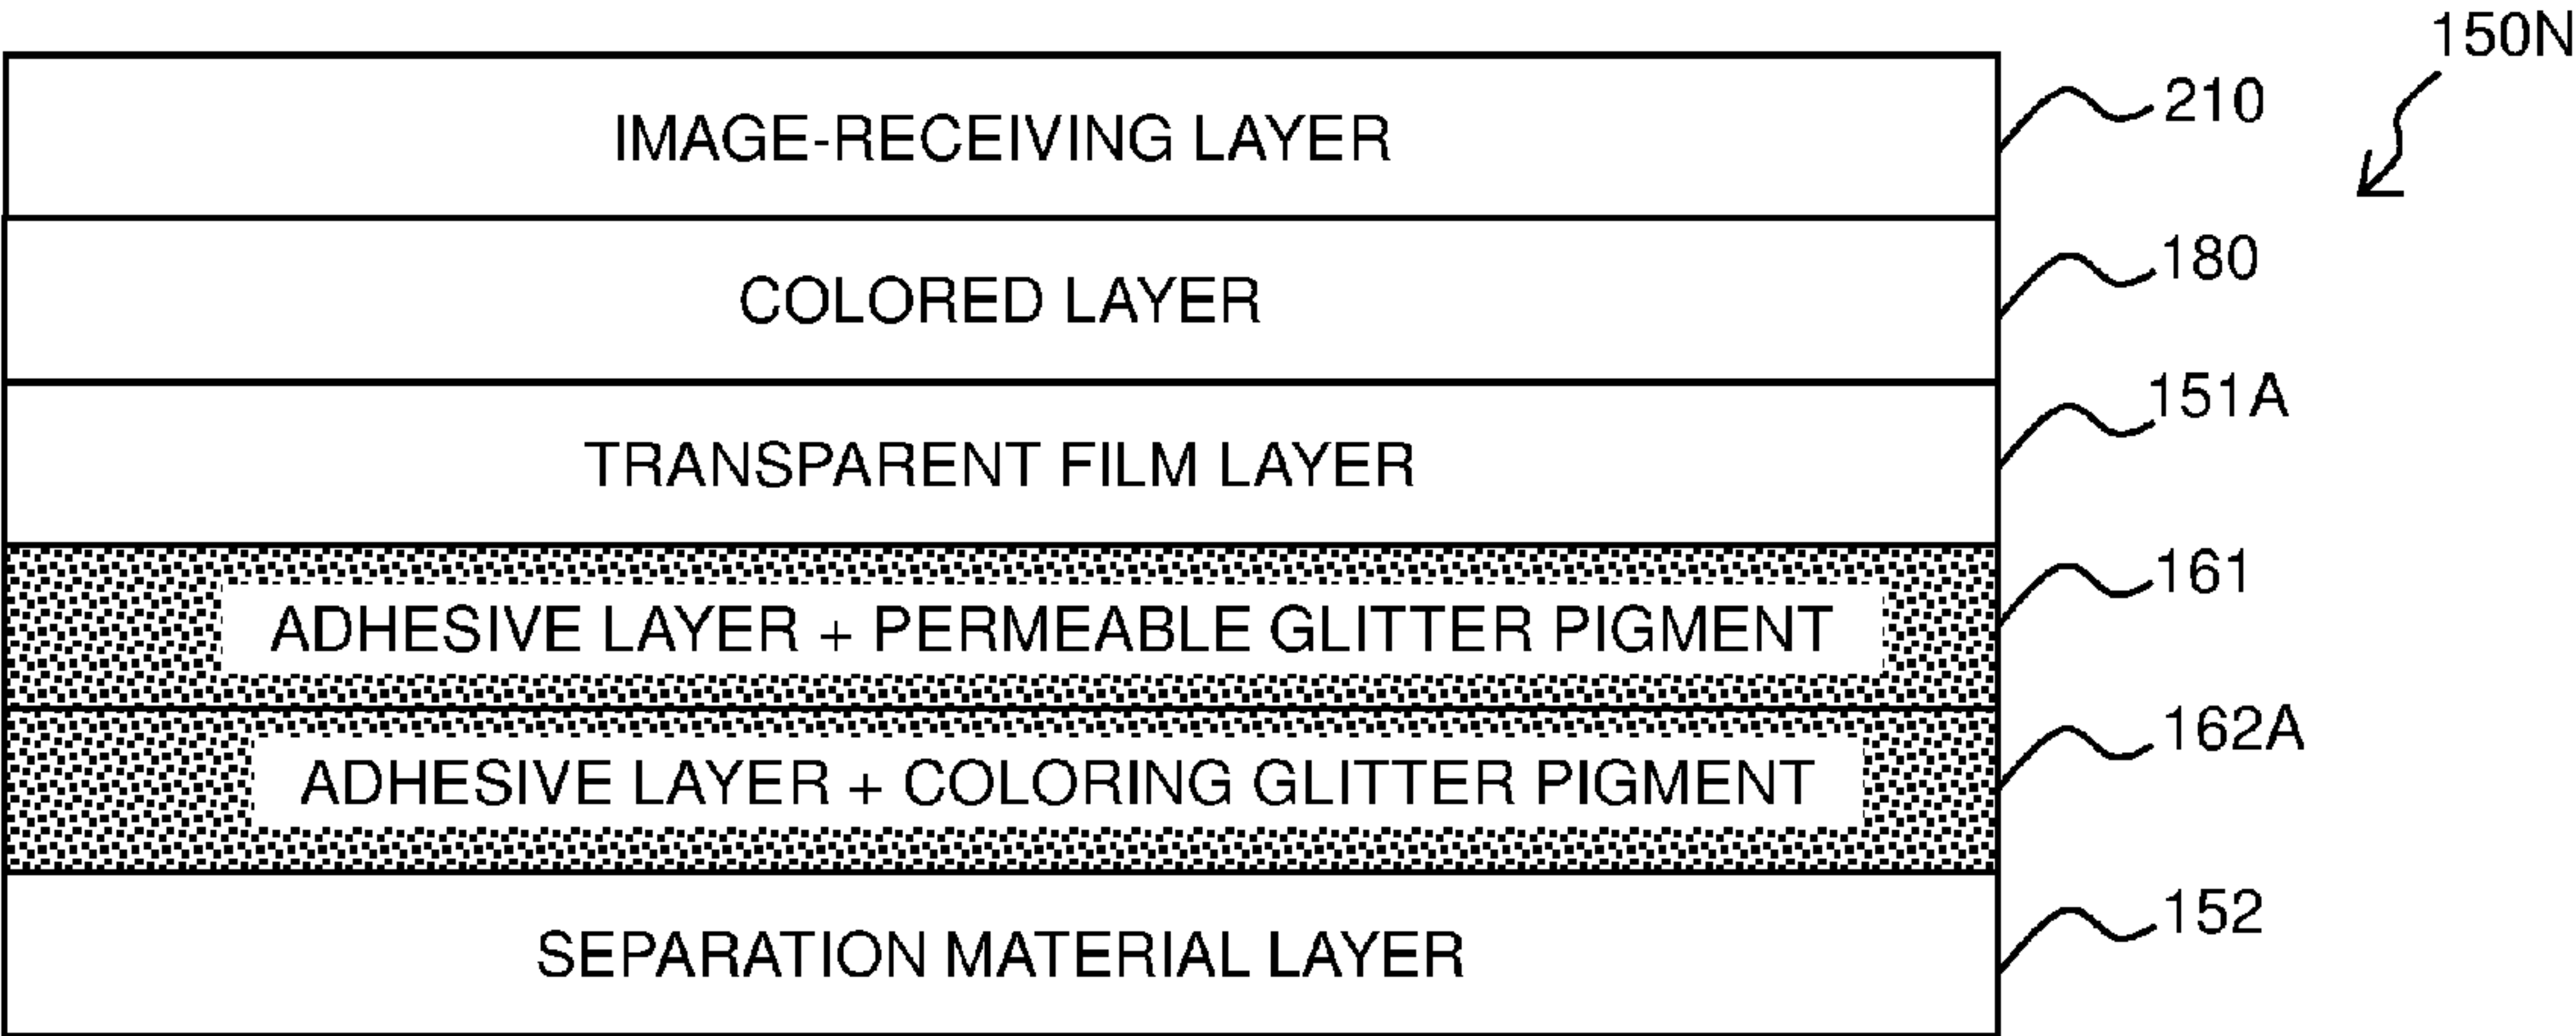 150N
IMAGE-RECEIVING LAYER 210
COLORED LAYER 180
TRANSPARENT FILM LAYER 151A
ADHESIVE LAYER + PERMEABLE GLITTER PIGMENT 161
ADHESIVE LAYER + COLORING GLITTER PIGMENT 162A
SEPARATION MATERIAL LAYER 152